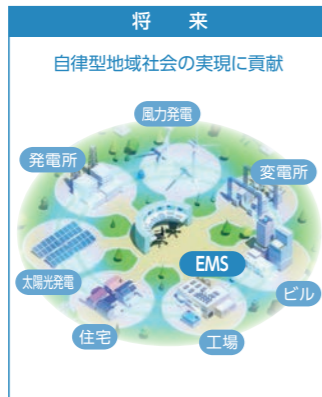 将 来
自律型地域社会の実現に貢献
風力発電
発電所
変電所
EMS
太陽光発電
ビル
住宅
工場